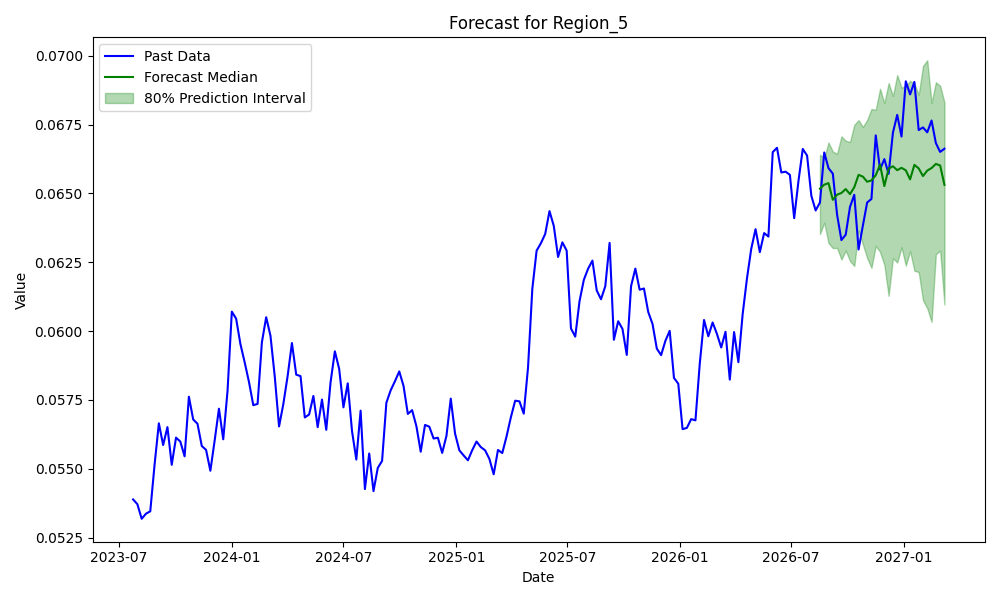 Forecast for Region_5
Past Data
Forecast Median
80% Prediction Interval
Value
0.0700
0.0675
0.0650
0.0625
0.0600
0.0575
0.0550
0.0525
2023-07
2024-01
2024-07
2025-01
2025-07
2026-01
2026-07
2027-01
Date